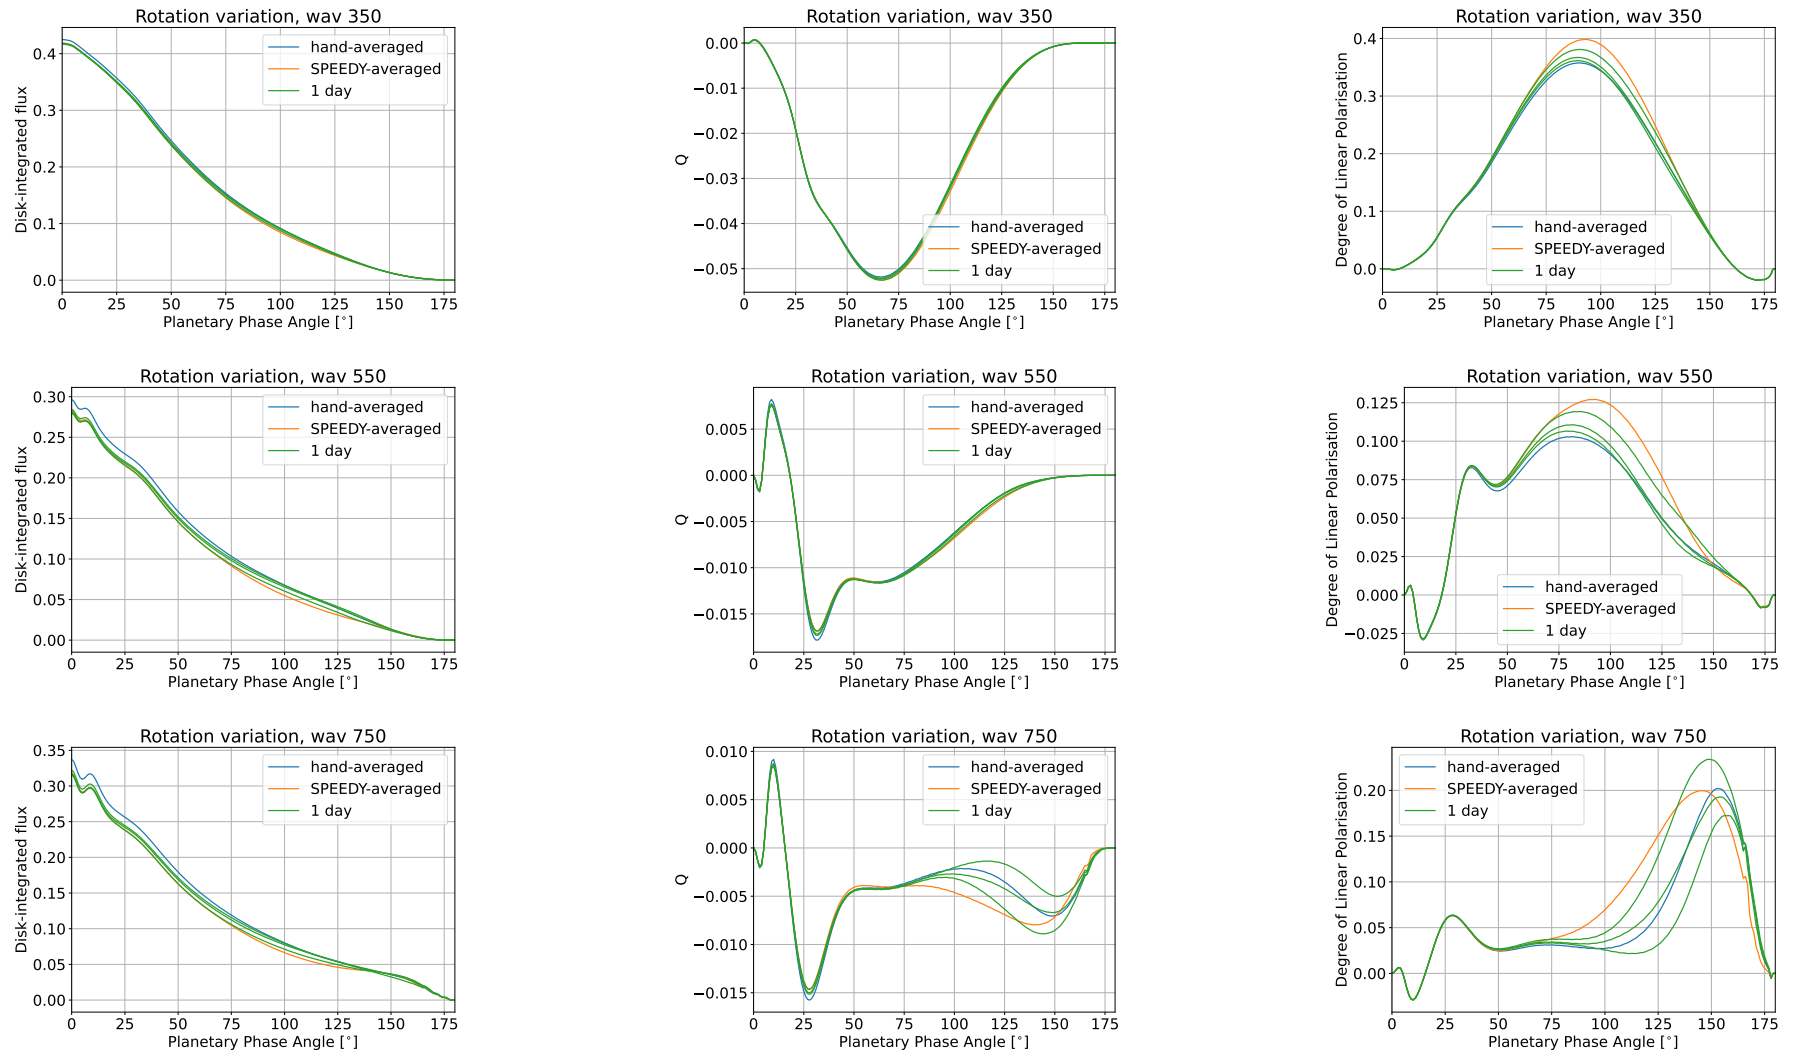 Rotation variation, wav 350
Disk-integrated flux
0.4
0.3
0.2
0.1
0.0
hand-averaged
SPEEDY-averaged
1 day
0 25 50 75 100 125 150 175
Planetary Phase Angle [°]
Rotation variation, wav 350
Q
0.00
−0.01
−0.02
−0.03
−0.04
−0.05
hand-averaged
SPEEDY-averaged
1 day
0 25 50 75 100 125 150 175
Planetary Phase Angle [°]
Rotation variation, wav 350
Degree of Linear Polarisation
0.4
0.3
0.2
0.1
0.0
hand-averaged
SPEEDY-averaged
1 day
0 25 50 75 100 125 150 175
Planetary Phase Angle [°]
Rotation variation, wav 550
Disk-integrated flux
0.30
0.25
0.20
0.15
0.10
0.05
0.00
hand-averaged
SPEEDY-averaged
1 day
0 25 50 75 100 125 150 175
Planetary Phase Angle [°]
Rotation variation, wav 550
Q
0.005
0.000
−0.005
−0.010
−0.015
hand-averaged
SPEEDY-averaged
1 day
0 25 50 75 100 125 150 175
Planetary Phase Angle [°]
Rotation variation, wav 550
Degree of Linear Polarisation
0.125
0.100
0.075
0.050
0.025
0.000
−0.025
hand-averaged
SPEEDY-averaged
1 day
0 25 50 75 100 125 150 175
Planetary Phase Angle [°]
Rotation variation, wav 750
Disk-integrated flux
0.35
0.30
0.25
0.20
0.15
0.10
0.05
0.00
hand-averaged
SPEEDY-averaged
1 day
0 25 50 75 100 125 150 175
Planetary Phase Angle [°]
Rotation variation, wav 750
Q
0.010
0.005
0.000
−0.005
−0.010
−0.015
hand-averaged
SPEEDY-averaged
1 day
0 25 50 75 100 125 150 175
Planetary Phase Angle [°]
Rotation variation, wav 750
Degree of Linear Polarisation
0.20
0.15
0.10
0.05
0.00
hand-averaged
SPEEDY-averaged
1 day
0 25 50 75 100 125 150 175
Planetary Phase Angle [°]